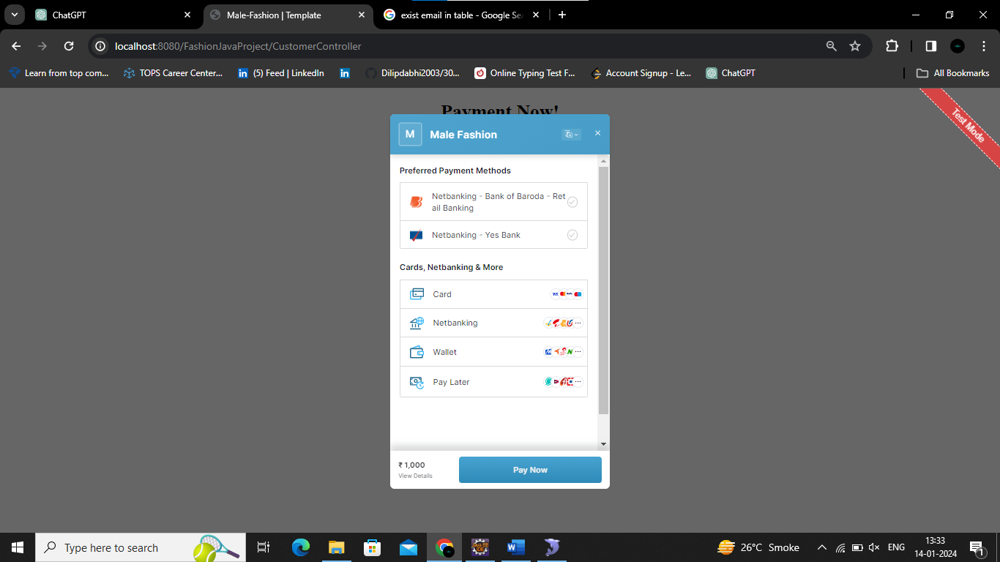 ChatGPT
Male-Fashion | Template
exist email in table - Google Se
localhost:8080/FashionJavaProject/CustomerController
Learn from top com...
TOPS Career Center...
(5) Feed | LinkedIn
Dilipdabhi2003/30...
Online Typing Test F...
Account Signup - Le...
ChatGPT
All Bookmarks
Payment Now!
Test Mode
M
Male Fashion
Preferred Payment Methods
Netbanking - Bank of Baroda - Ret
ail Banking
Netbanking - Yes Bank
Cards, Netbanking & More
Card
Netbanking
Wallet
Pay Later
₹ 1,000
View Details
Pay Now
Type here to search
26°C Smoke
ENG
13:33
14-01-2024
1